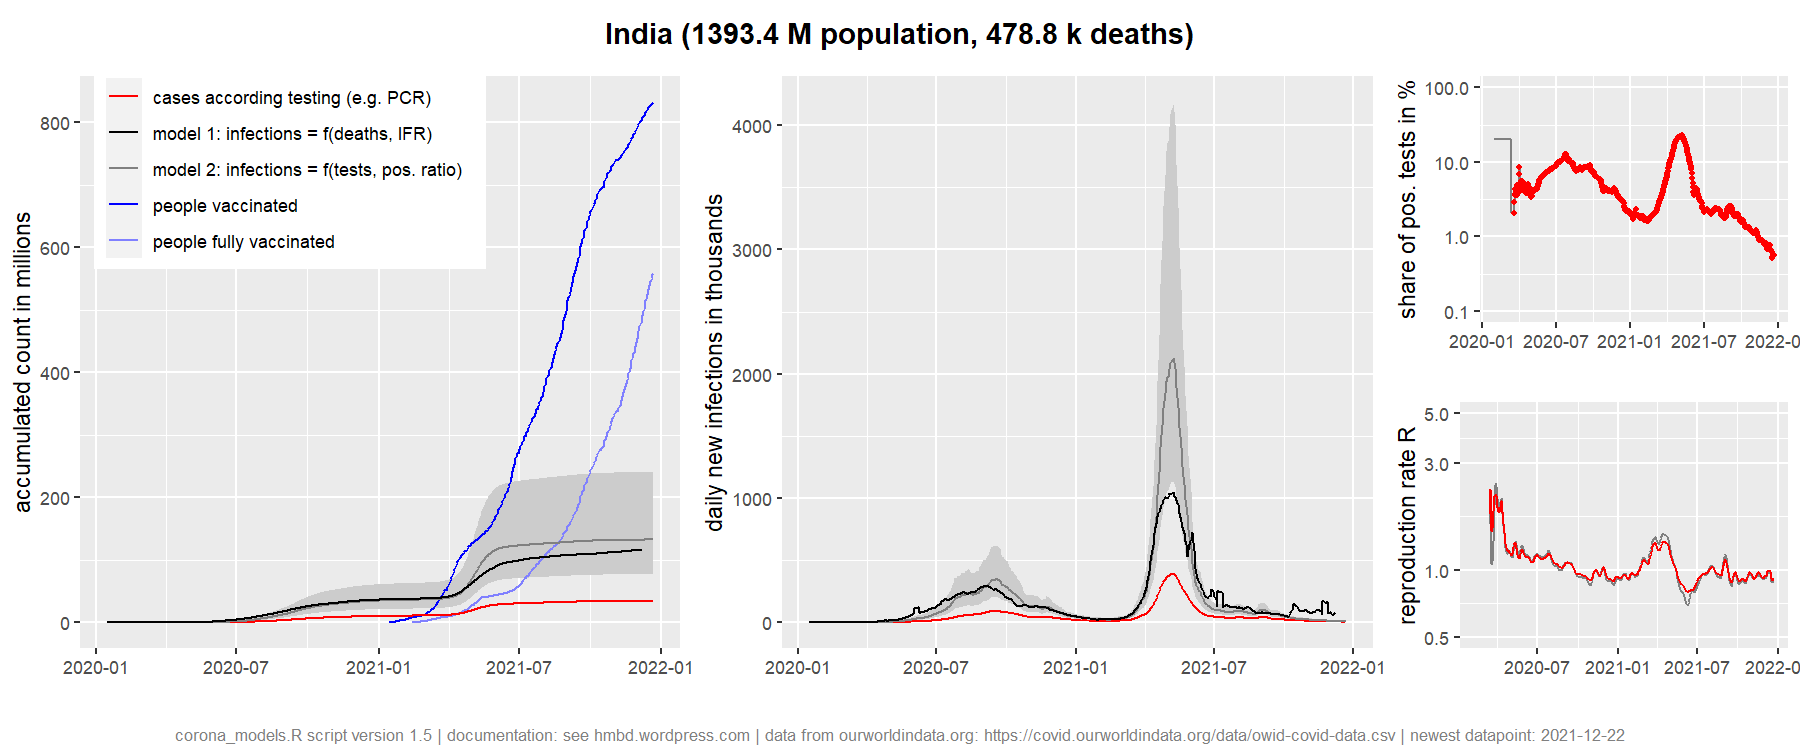 India (1393.4 M population, 478.8 k deaths)
cases according testing (e.g. PCR)
model 1: infections = f(deaths, IFR)
model 2: infections = f(tests, pos. ratio)
people vaccinated
people fully vaccinated
accumulated count in millions
800
600
400
200
0
2020-01 2020-07 2021-01 2021-07 2022-01
daily new infections in thousands
4000
3000
2000
1000
0
2020-01 2020-07 2021-01 2021-07 2022-01
share of pos. tests in %
100.0
10.0
1.0
0.1
2020-01 2020-07 2021-01 2021-07 2022-0
reproduction rate R
5.0
3.0
1.0
0.5
2020-07 2021-01 2021-07 2022-0
corona_models.R script version 1.5 | documentation: see hmbd.wordpress.com | data from ourworldindata.org: https://covid.ourworldindata.org/data/owid-covid-data.csv | newest datapoint: 2021-12-22